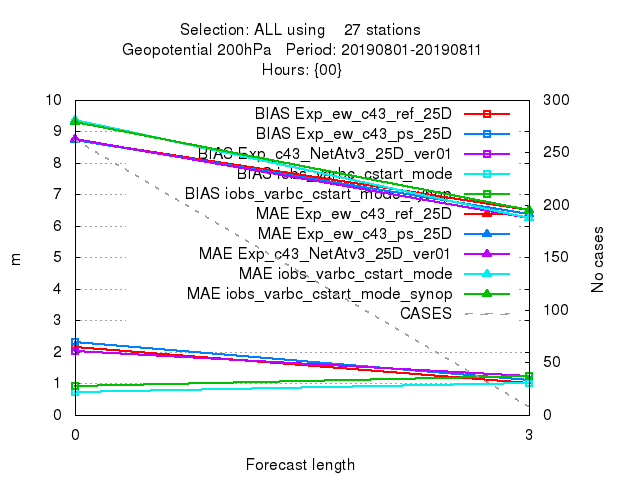 Selection: ALL using 27 stations
Geopotential 200hPa Period: 20190801-20190811
Hours: {00}
10 300
BIAS Exp_ew_c43_ref_25D
9 BIAS Exp_ew_c43_ps_25D
BIAS Exp_c43_NetAtv3_25D_ver01 250
8 BIAS iobs_varbc_cstart_mode
7 BIAS iobs_varbc_cstart_mode_synop 200
MAE Exp_ew_c43_ref_25D
6 MAE Exp_ew_c43_ps_25D
m
No cases
5 MAE Exp_c43_NetAtv3_25D_ver01 150
MAE iobs_varbc_cstart_mode
4 MAE iobs_varbc_cstart_mode_synop
CASES 100
3
2 50
1
0 0
0 3
Forecast length